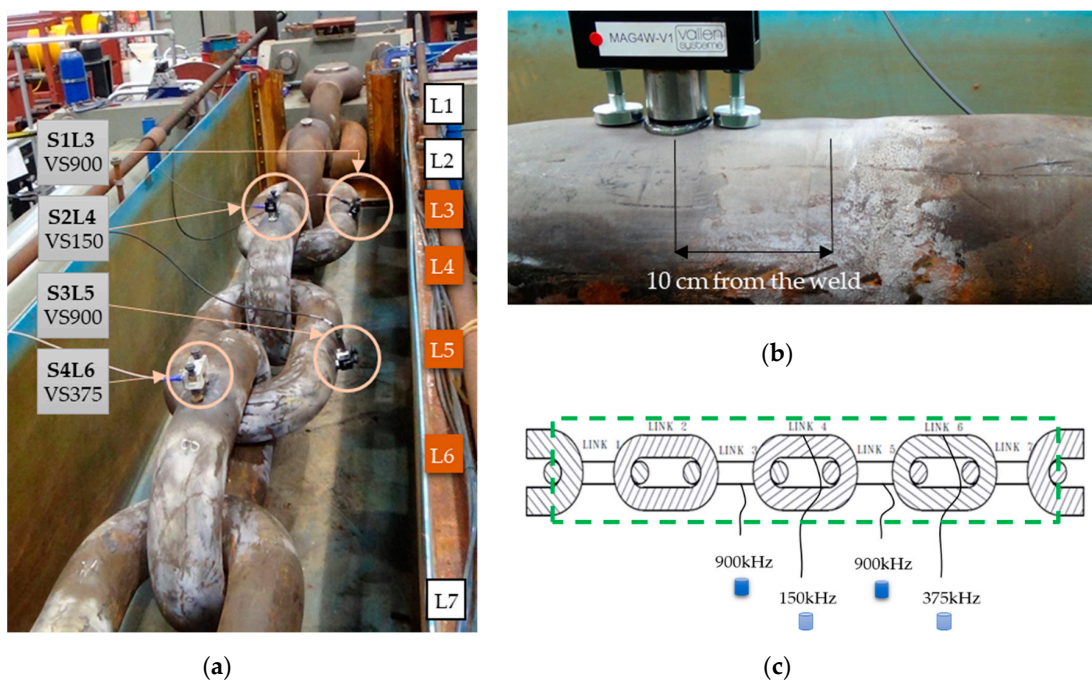 S1L3
VS900
S2L4
VS150
S3L5
VS900
S4L6
VS375
L1
L2
L3
L4
L5
L6
L7
(a)
MAG4W-V1
vallen
systeme
10 cm from the weld
(b)
LINK 1
LINK 2
LINK 3
LINK 4
LINK 5
LINK 6
LINK 7
900kHz
150kHz
900kHz
375kHz
(c)